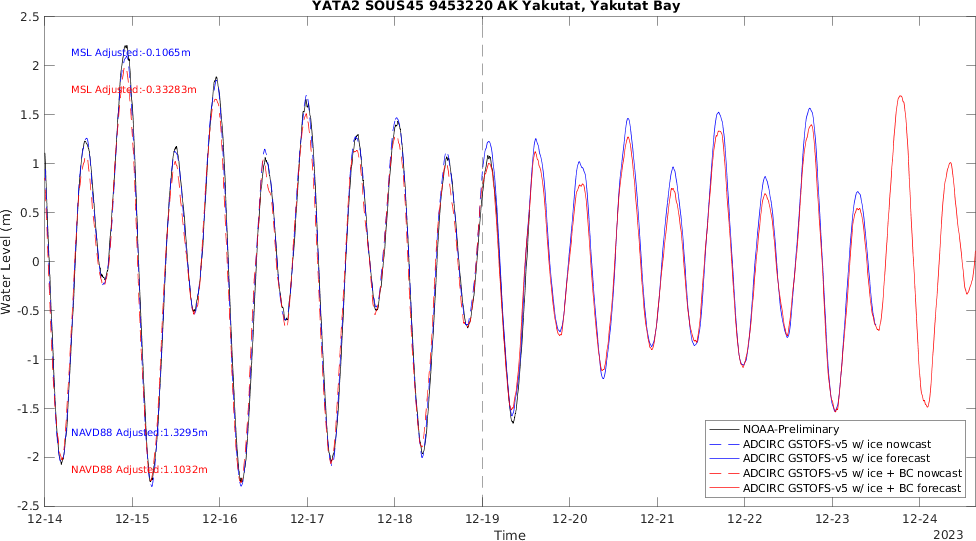 YATA2 SOUS45 9453220 AK Yakutat, Yakutat Bay
2.5
2
1.5
1
0.5
0
-0.5
-1
-1.5
-2
-2.5
Water Level (m)
MSL Adjusted:-0.1065m
MSL Adjusted:-0.33283m
NAVD88 Adjusted:1.3295m
NAVD88 Adjusted:1.1032m
NOAA-Preliminary
ADCIRC GSTOFS-v5 w/ ice nowcast
ADCIRC GSTOFS-v5 w/ ice forecast
ADCIRC GSTOFS-v5 w/ ice + BC nowcast
ADCIRC GSTOFS-v5 w/ ice + BC forecast
12-14 12-15 12-16 12-17 12-18 12-19 12-20 12-21 12-22 12-23 12-24
Time
2023